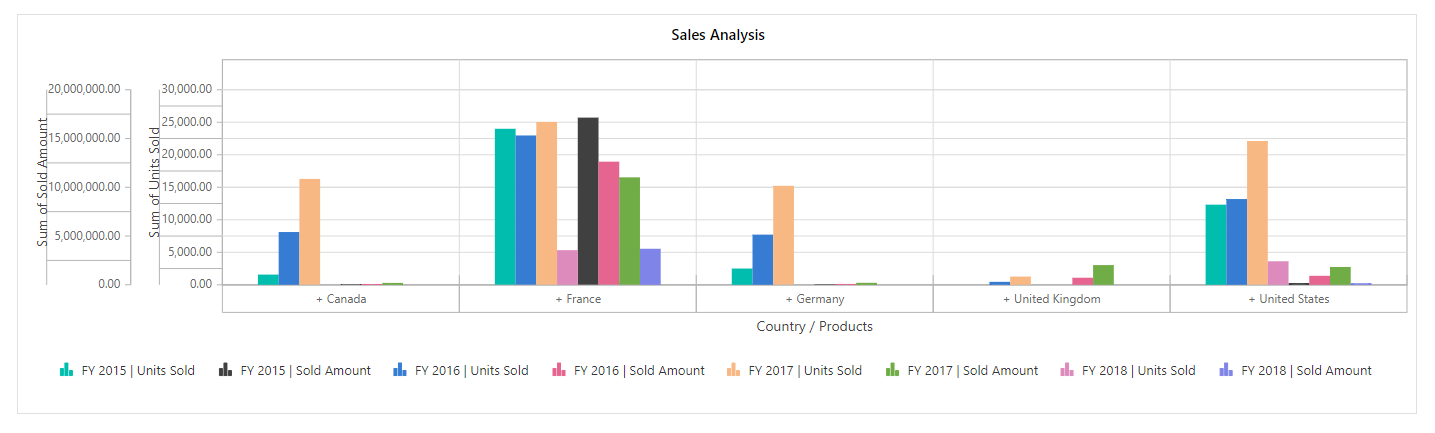 Sales Analysis
Sum of Sold Amount
20,000,000.00
15,000,000.00
10,000,000.00
5,000,000.00
0.00
Sum of Units Sold
30,000.00
25,000.00
20,000.00
15,000.00
10,000.00
5,000.00
0.00
+ Canada + France + Germany + United Kingdom + United States
Country / Products
FY 2015 | Units Sold FY 2015 | Sold Amount FY 2016 | Units Sold FY 2016 | Sold Amount FY 2017 | Units Sold FY 2017 | Sold Amount FY 2018 | Units Sold FY 2018 | Sold Amount